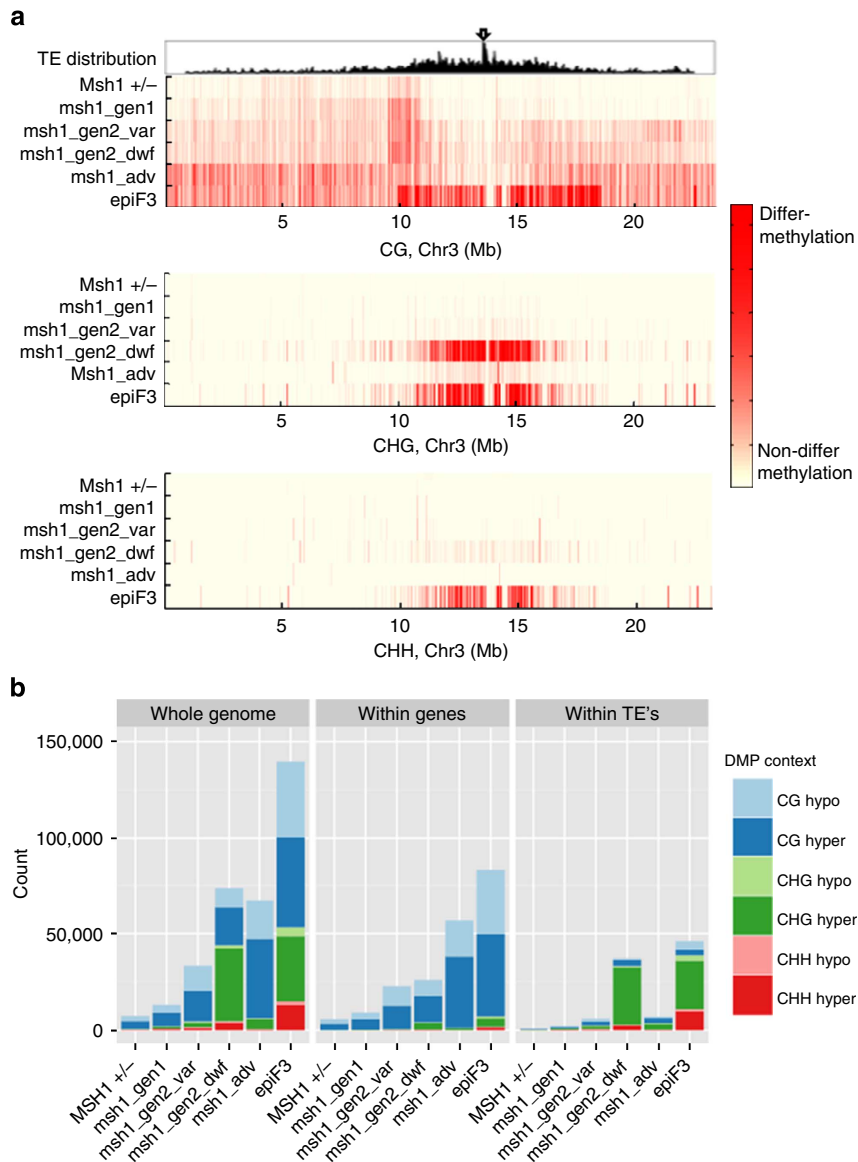 a
TE distribution
Msh1 +/–
msh1_gen1
msh1_gen2_var
msh1_gen2_dwf
msh1_adv
epiF3
5 10 15 20
CG, Chr3 (Mb)
Msh1 +/–
msh1_gen1
msh1_gen2_var
msh1_gen2_dwf
Msh1_adv
epiF3
5 10 15 20
CHG, Chr3 (Mb)
Msh1 +/–
msh1_gen1
msh1_gen2_var
msh1_gen2_dwf
msh1_adv
epiF3
5 10 15 20
CHH, Chr3 (Mb)
Differ-
methylation
Non-differ
methylation
b
Whole genome Within genes Within TE's
150,000
100,000
50,000
0
Count
MSH1 +/–
msh1_gen1
msh1_gen2_var
msh1_gen2_dwf
msh1_adv
epiF3
MSH1 +/–
msh1_gen1
msh1_gen2_var
msh1_gen2_dwf
msh1_adv
epiF3
MSH1 +/–
msh1_gen1
msh1_gen2_var
msh1_gen2_dwf
msh1_adv
epiF3
DMP context
CG hypo
CG hyper
CHG hypo
CHG hyper
CHH hypo
CHH hyper